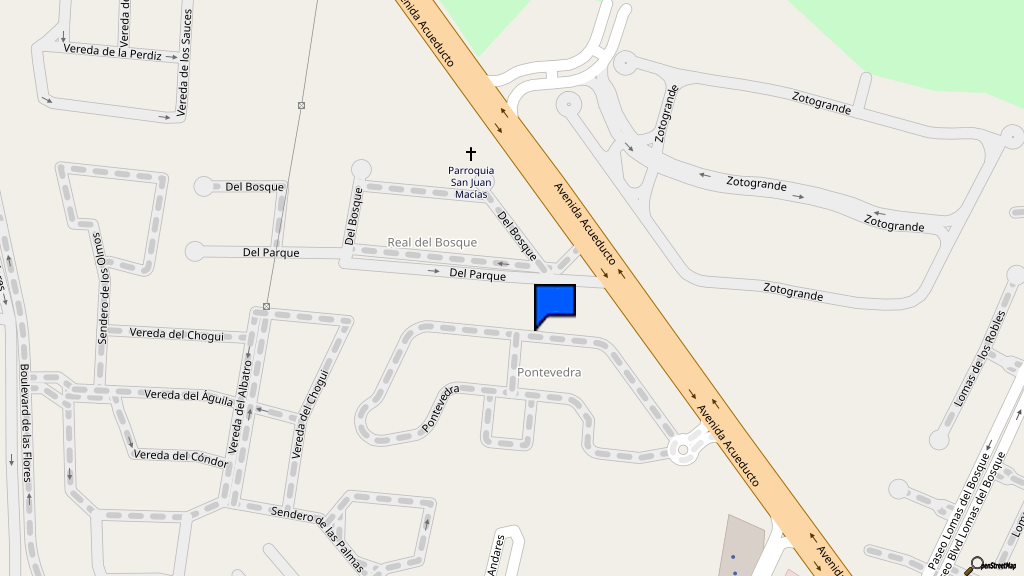 Avenida Acueducto
Vereda de la Perdiz
Vereda de los Sauces
Zotogrande
Zotogrande
Parroquia
San Juan
Macías
Del Bosque
Zotogrande
Avenida Acueducto
Del Bosque
Del Bosque
Zotogrande
Real del Bosque
Del Parque
Del Parque
Sendero de los Olmos
Zotogrande
Vereda del Chogui
Lomas de los Robles
Pontevedra
Boulevard de las Flores
Vereda del Águila
Vereda del Albatro
Vereda del Chogui
Pontevedra
Avenida Acueducto
Vereda del Cóndor
Paseo Lomas del Bosque
Blvd Lomas del Bosque
Sendero de las Palmas
Andares
Avenida
OpenStreetMap